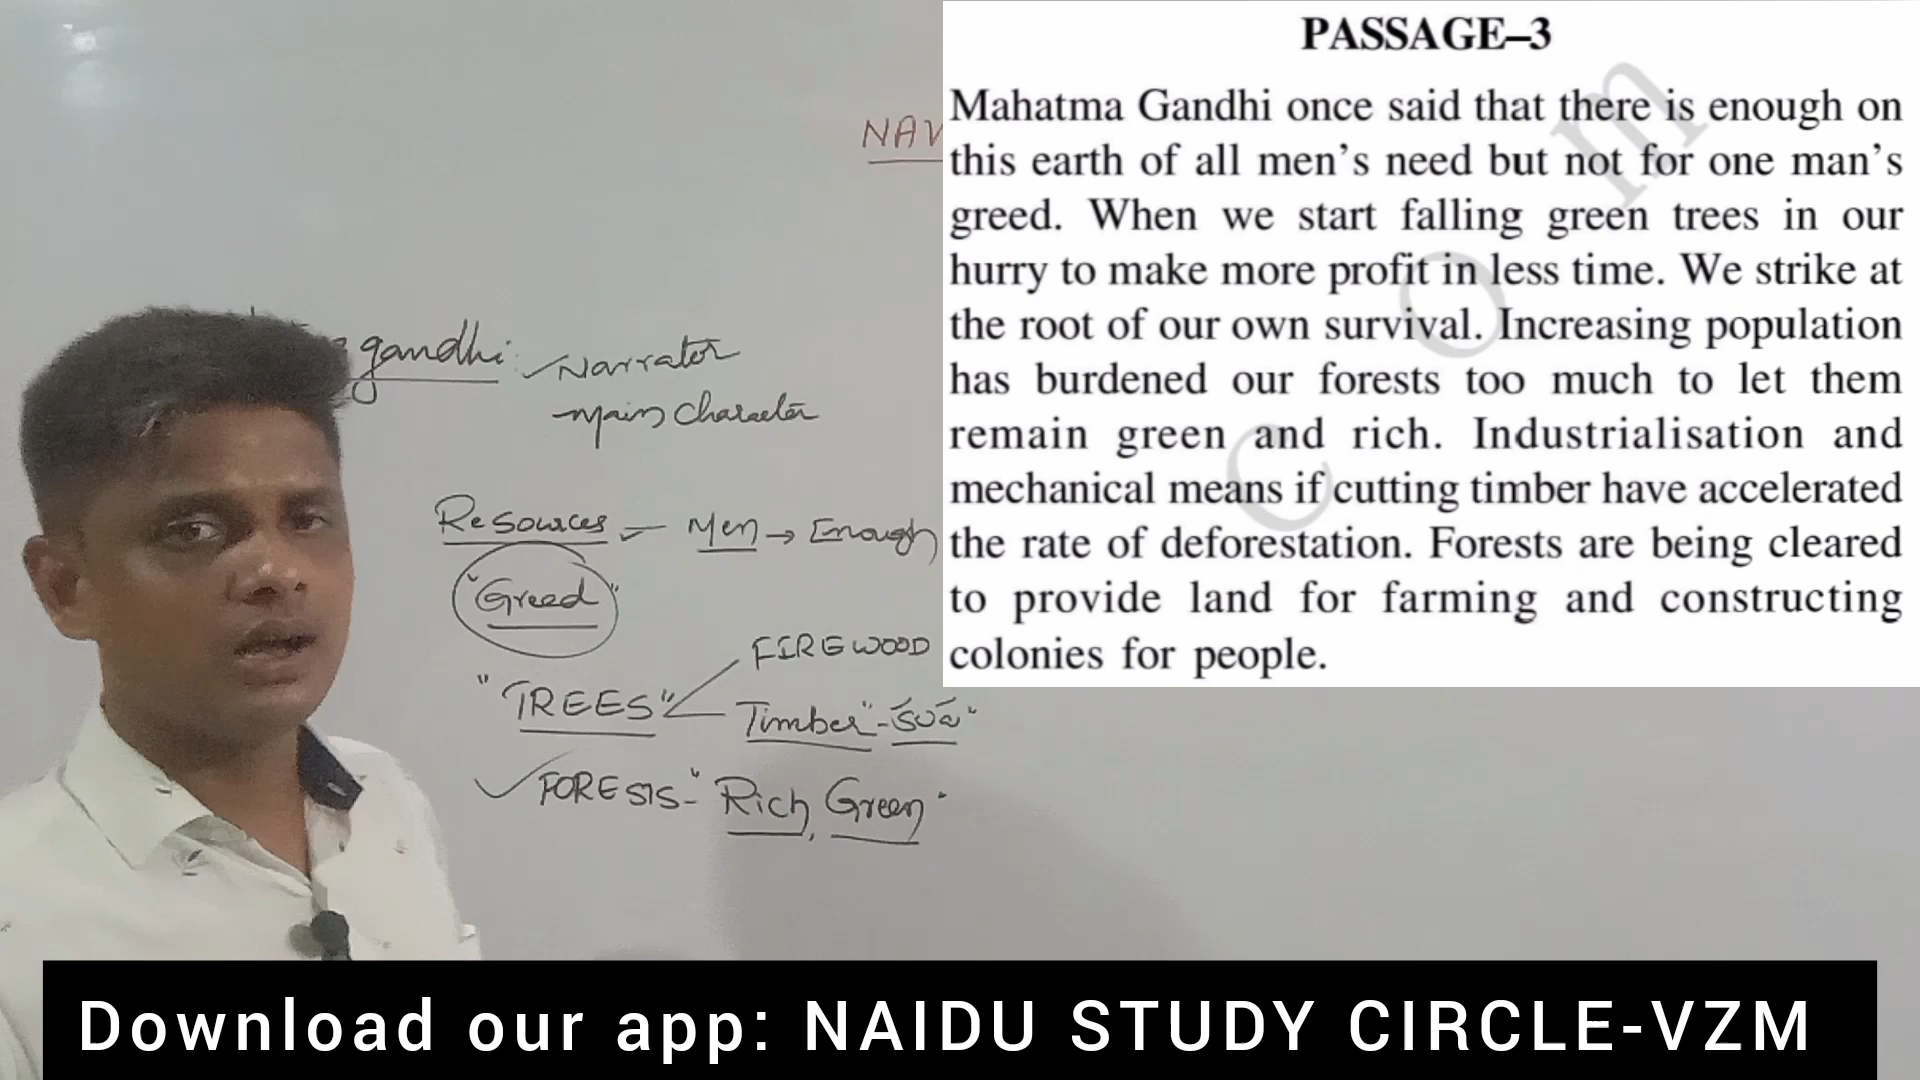 PASSAGE–3
Mahatma Gandhi once said that there is enough on
this earth of all men's need but not for one man's
greed. When we start falling green trees in our
hurry to make more profit in less time. We strike at
the root of our own survival. Increasing population
has burdened our forests too much to let them
remain green and rich. Industrialisation and
mechanical means if cutting timber have accelerated
the rate of deforestation. Forests are being cleared
to provide land for farming and constructing
colonies for people.
com
NAV
gandhi Narrator
Main character
Resources - Men → Enough
"Greed"
FIREWOOD
"TREES"
Timber" - కలప"
FORESTS - "Rich, Green"
Download our app: NAIDU STUDY CIRCLE-VZM